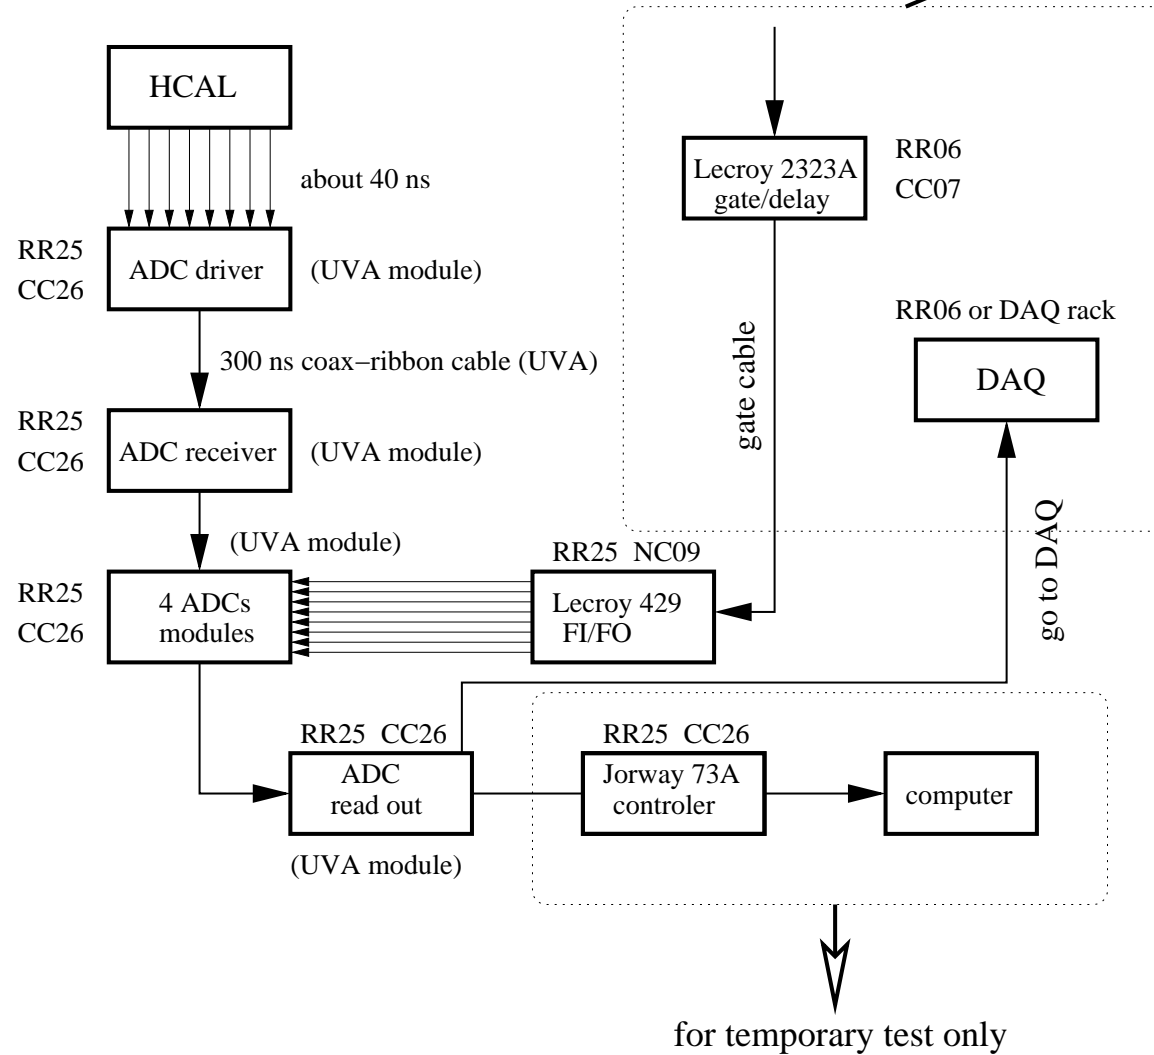 HCAL
about 40 ns
RR25
CC26
ADC driver
(UVA module)
300 ns coax−ribbon cable (UVA)
RR25
CC26
ADC receiver
(UVA module)
(UVA module)
RR25
CC26
4 ADCs
modules
RR25 NC09
Lecroy 429
FI/FO
Lecroy 2323A
gate/delay
RR06
CC07
gate cable
RR06 or DAQ rack
DAQ
go to DAQ
RR25 CC26
ADC
read out
(UVA module)
RR25 CC26
Jorway 73A
controler
computer
for temporary test only